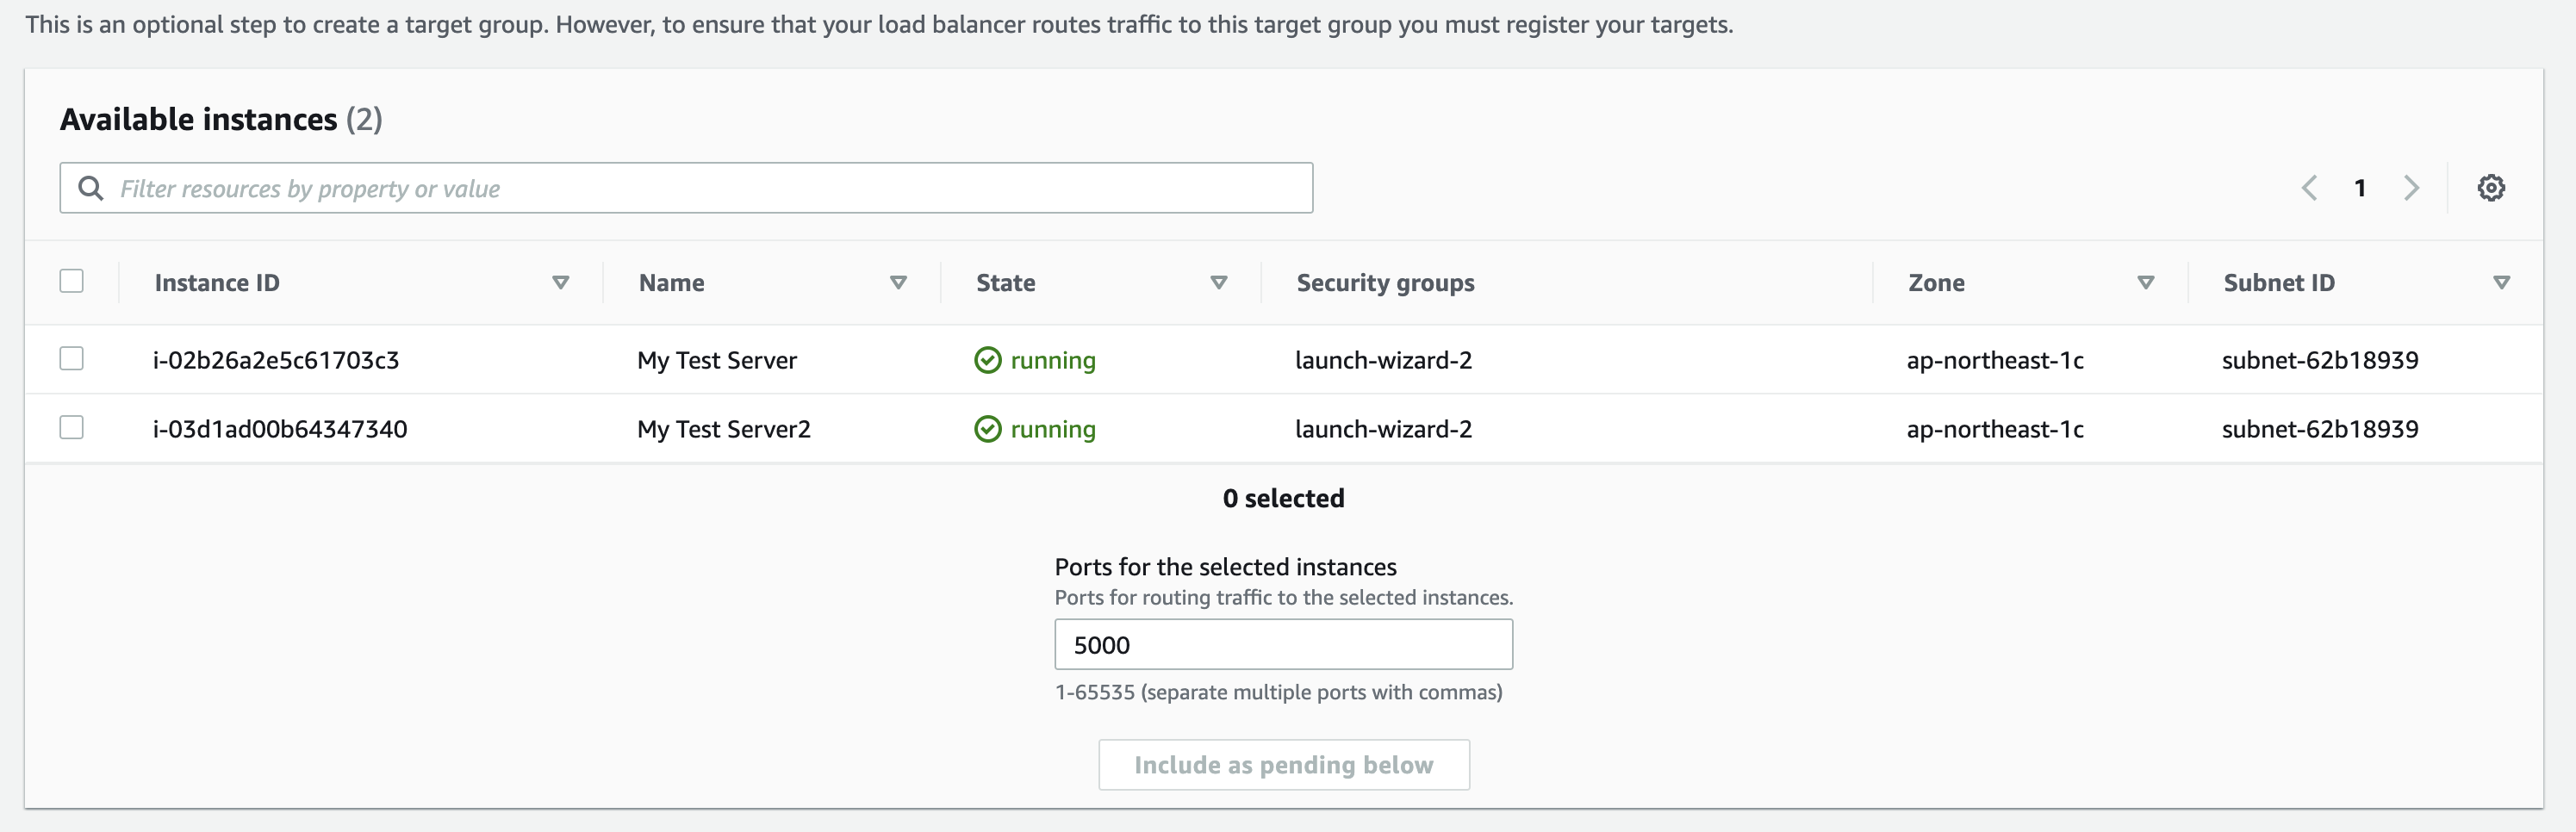 This is an optional step to create a target group. However, to ensure that your load balancer routes traffic to this target group you must register your targets.
Available instances (2)
Filter resources by property or value
1
Instance ID Name State Security groups Zone Subnet ID
i-02b26a2e5c61703c3 My Test Server running launch-wizard-2 ap-northeast-1c subnet-62b18939
i-03d1ad00b64347340 My Test Server2 running launch-wizard-2 ap-northeast-1c subnet-62b18939
0 selected
Ports for the selected instances
Ports for routing traffic to the selected instances.
5000
1-65535 (separate multiple ports with commas)
Include as pending below